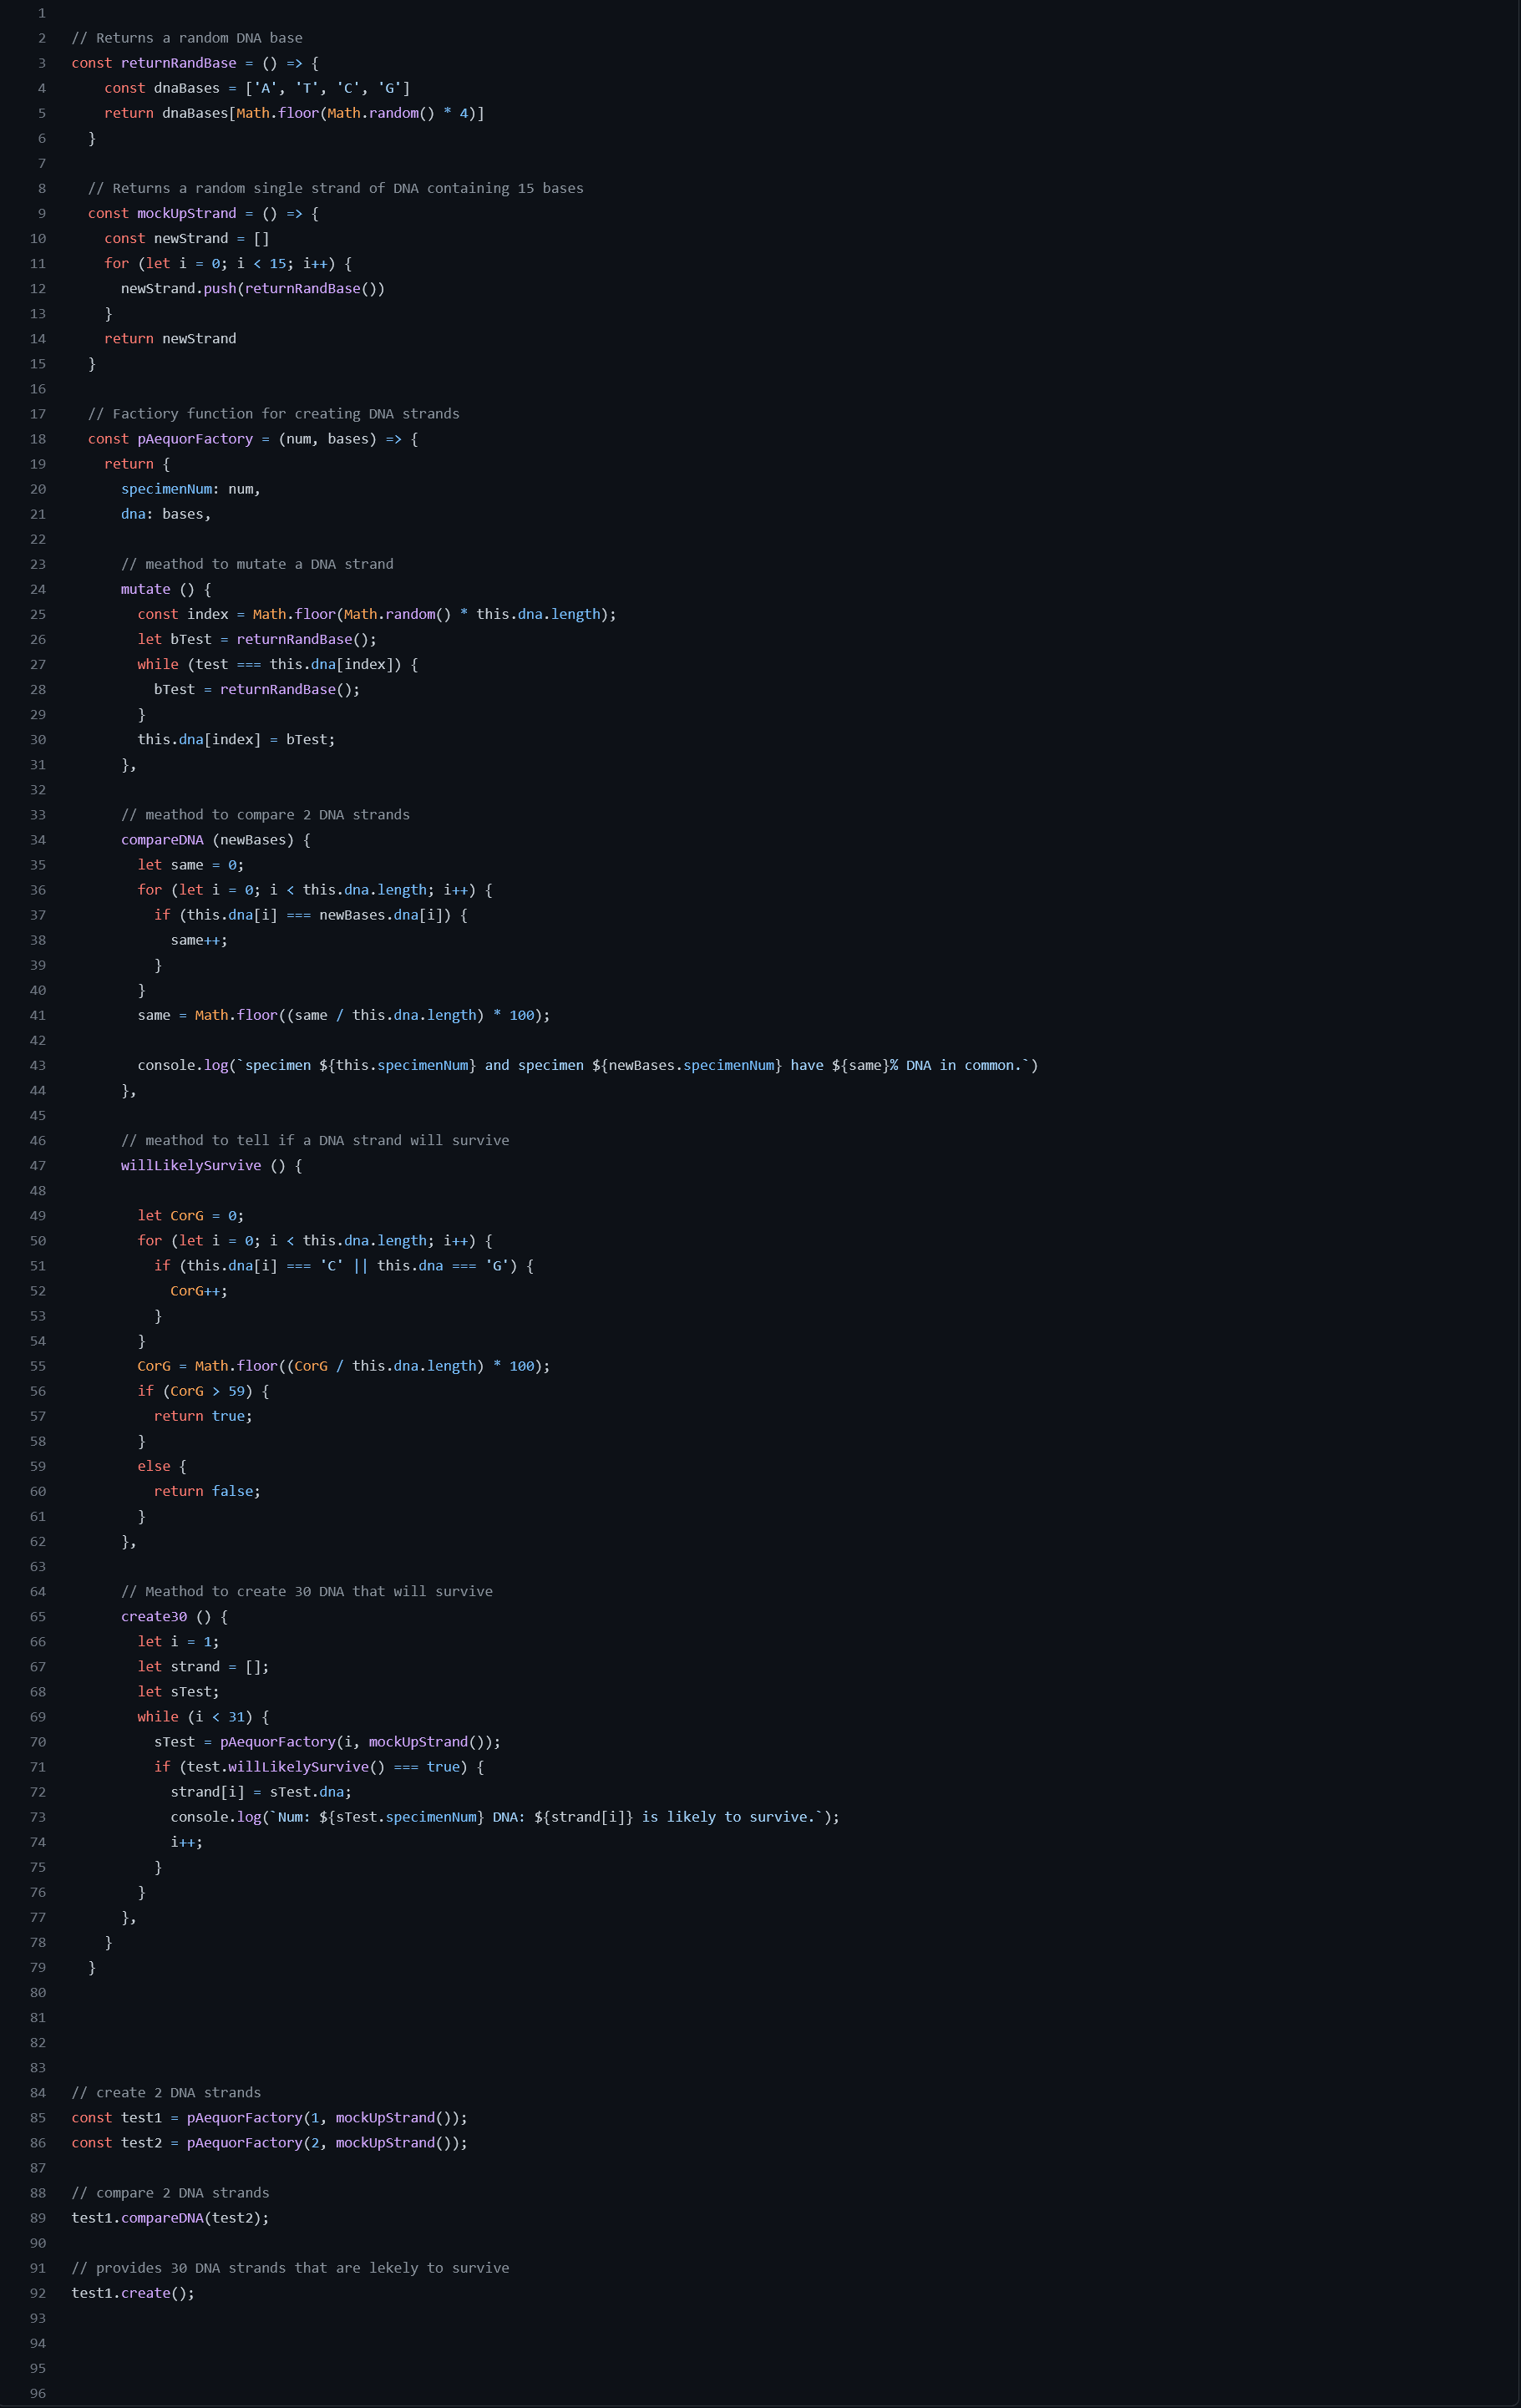 1
2 // Returns a random DNA base
3 const returnRandBase = () => {
4     const dnaBases = ['A', 'T', 'C', 'G']
5     return dnaBases[Math.floor(Math.random() * 4)]
6   }
7
8   // Returns a random single strand of DNA containing 15 bases
9   const mockUpStrand = () => {
10     const newStrand = []
11     for (let i = 0; i < 15; i++) {
12       newStrand.push(returnRandBase())
13     }
14     return newStrand
15   }
16
17   // Factiory function for creating DNA strands
18   const pAequorFactory = (num, bases) => {
19     return {
20       specimenNum: num,
21       dna: bases,
22
23       // meathod to mutate a DNA strand
24       mutate () {
25         const index = Math.floor(Math.random() * this.dna.length);
26         let bTest = returnRandBase();
27         while (test === this.dna[index]) {
28           bTest = returnRandBase();
29         }
30         this.dna[index] = bTest;
31       },
32
33       // meathod to compare 2 DNA strands
34       compareDNA (newBases) {
35         let same = 0;
36         for (let i = 0; i < this.dna.length; i++) {
37           if (this.dna[i] === newBases.dna[i]) {
38             same++;
39           }
40         }
41         same = Math.floor((same / this.dna.length) * 100);
42
43         console.log(`specimen ${this.specimenNum} and specimen ${newBases.specimenNum} have ${same}% DNA in common.`)
44       },
45
46       // meathod to tell if a DNA strand will survive
47       willLikelySurvive () {
48
49         let CorG = 0;
50         for (let i = 0; i < this.dna.length; i++) {
51           if (this.dna[i] === 'C' || this.dna === 'G') {
52             CorG++;
53           }
54         }
55         CorG = Math.floor((CorG / this.dna.length) * 100);
56         if (CorG > 59) {
57           return true;
58         }
59         else {
60           return false;
61         }
62       },
63
64       // Meathod to create 30 DNA that will survive
65       create30 () {
66         let i = 1;
67         let strand = [];
68         let sTest;
69         while (i < 31) {
70           sTest = pAequorFactory(i, mockUpStrand());
71           if (test.willLikelySurvive() === true) {
72             strand[i] = sTest.dna;
73             console.log(`Num: ${sTest.specimenNum} DNA: ${strand[i]} is likely to survive.`);
74             i++;
75           }
76         }
77       },
78     }
79   }
80
81
82
83
84 // create 2 DNA strands
85 const test1 = pAequorFactory(1, mockUpStrand());
86 const test2 = pAequorFactory(2, mockUpStrand());
87
88 // compare 2 DNA strands
89 test1.compareDNA(test2);
90
91 // provides 30 DNA strands that are lekely to survive
92 test1.create();
93
94
95
96